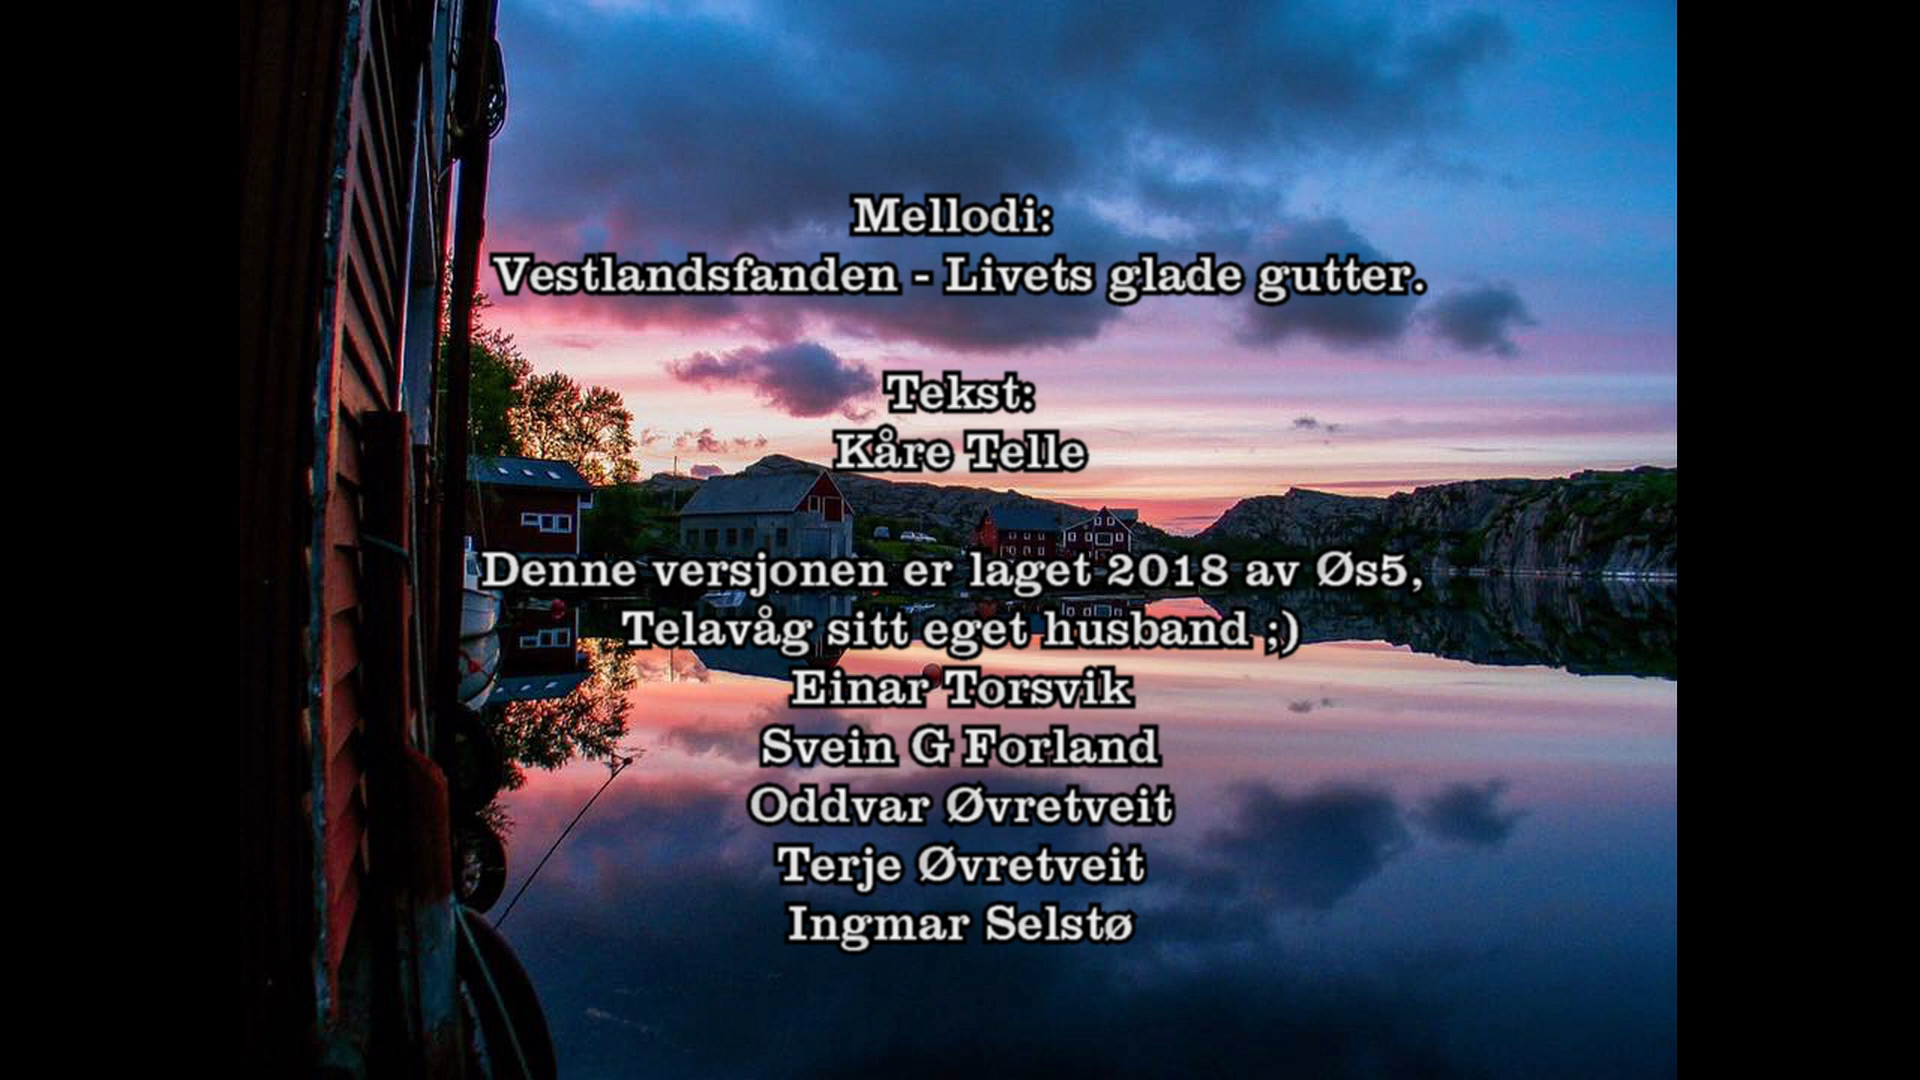 Mellodi:
Vestlandsfanden - Livets glade gutter.
Tekst:
Kåre Telle
Denne versjonen er laget 2018 av Øs5,
Telavåg sitt eget husband ;)
Einar Torsvik
Svein G Forland
Oddvar Øvretveit
Terje Øvretveit
Ingmar Selstø